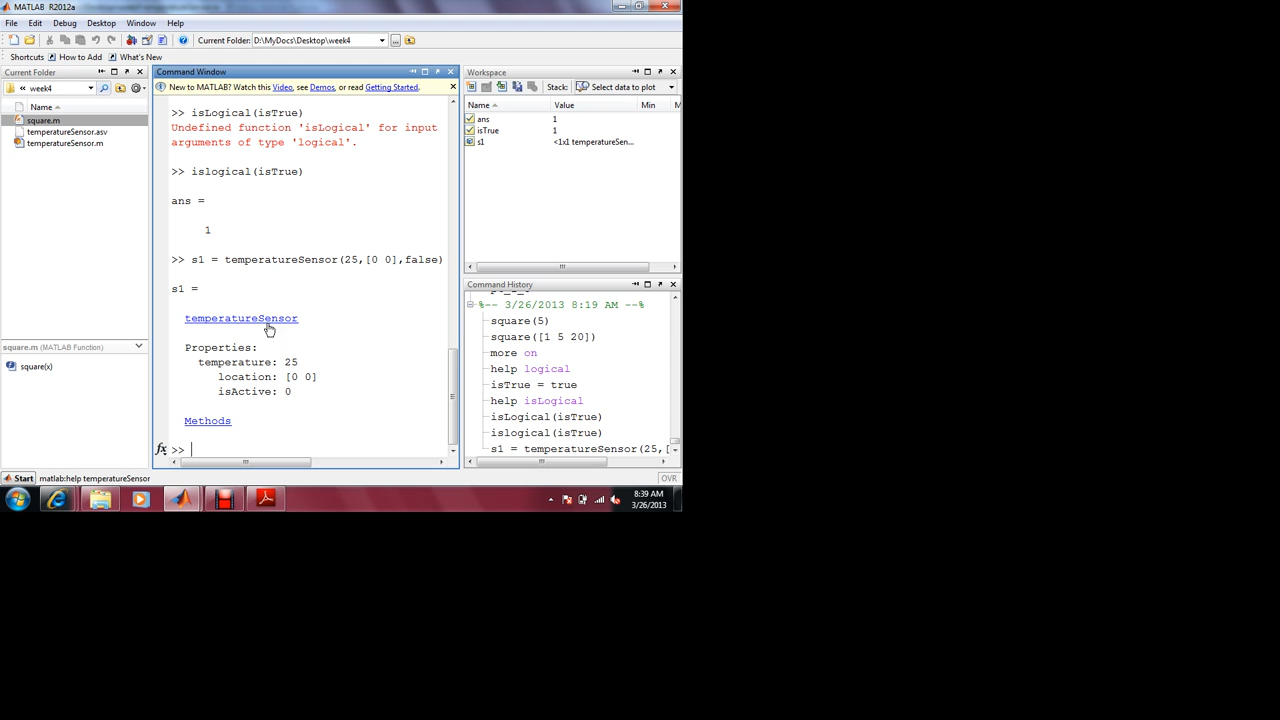 MATLAB R2012a
File Edit Debug Desktop Window Help
Current Folder: D:\MyDocs\Desktop\week4
Shortcuts How to Add What's New
Current Folder
« week4
Name
square.m
temperatureSensor.asv
temperatureSensor.m
square.m (MATLAB Function)
square(x)
Command Window
New to MATLAB? Watch this Video, see Demos, or read Getting Started.
>> isLogical(isTrue)
Undefined function 'isLogical' for input
arguments of type 'logical'.
>> islogical(isTrue)
ans =
1
>> s1 = temperatureSensor(25,[0 0],false)
s1 =
temperatureSensor
Properties:
temperature: 25
location: [0 0]
isActive: 0
Methods
fx >>
Workspace
Stack: Select data to plot
Name Value Min M
ans 1
isTrue 1
s1 <1x1 temperatureSen...
Command History
%-- 3/26/2013 8:19 AM --%
square(5)
square([1 5 20])
more on
help logical
isTrue = true
help isLogical
isLogical(isTrue)
islogical(isTrue)
s1 = temperatureSensor(25,[
Start matlab:help temperatureSensor
OVR
8:39 AM
3/26/2013